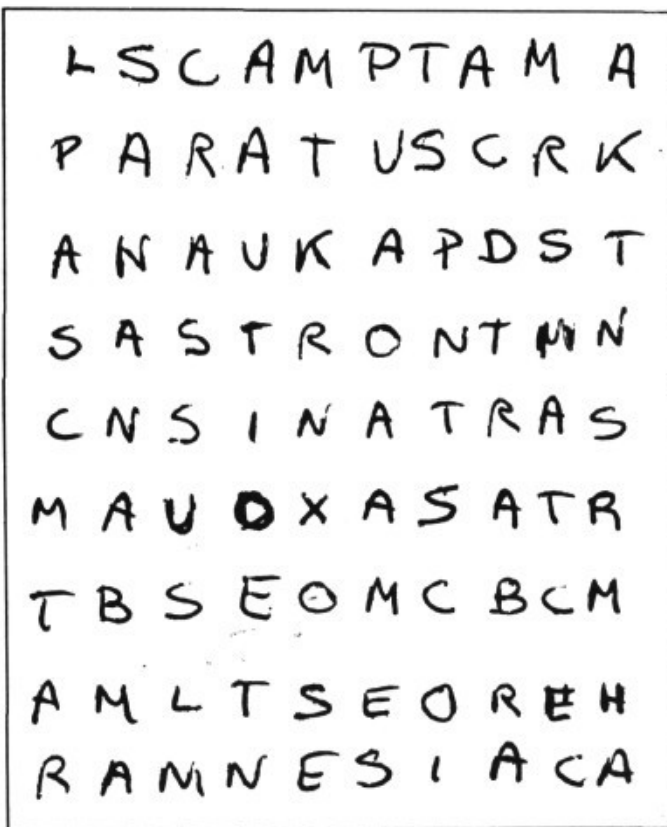 L S C A M P T A M A
P A R A T U S C R K
A N A U K A P D S T
S A S T R O N T M N
C N S I N A T R A S
M A U O X A S A T R
T B S E O M C B C M
A M L T S E O R E H
R A M N E S I A C A